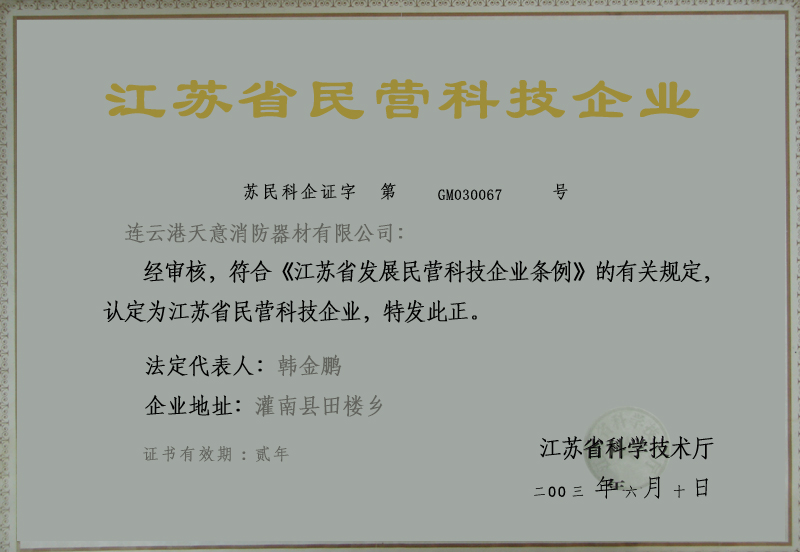 江苏省民营科技企业
苏民科企证字 第 GM030067 号
连云港天意消防器材有限公司：
经审核，符合《江苏省发展民营科技企业条例》的有关规定，
认定为江苏省民营科技企业，特发此正。
法定代表人：韩金鹏
企业地址：灌南县田楼乡
证书有效期：贰年
江苏省科学技术厅
二00三 年 六 月 十 日